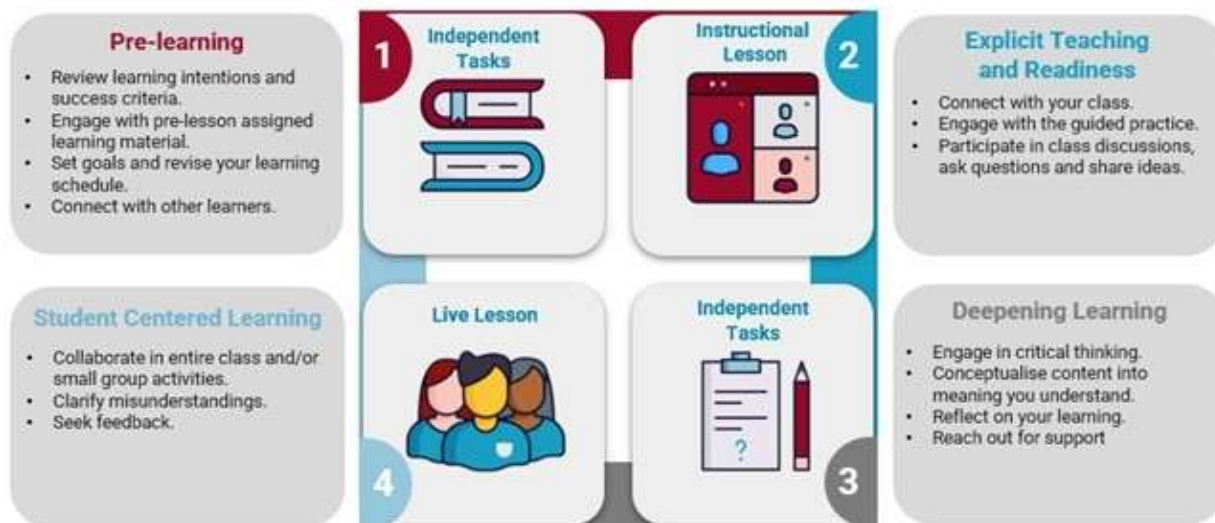 Pre-learning
• Review learning intentions and
success criteria.
• Engage with pre-lesson assigned
learning material.
• Set goals and revise your learning
schedule.
• Connect with other learners.
1
Independent
Tasks
Instructional
Lesson
2
Explicit Teaching
and Readiness
• Connect with your class.
• Engage with the guided practice.
• Participate in class discussions,
ask questions and share ideas.
Student Centered Learning
• Collaborate in entire class and/or
small group activities.
• Clarify misunderstandings.
• Seek feedback.
4
Live Lesson
Independent
Tasks
?
3
Deepening Learning
• Engage in critical thinking.
• Conceptualise content into
meaning you understand.
• Reflect on your learning.
• Reach out for support